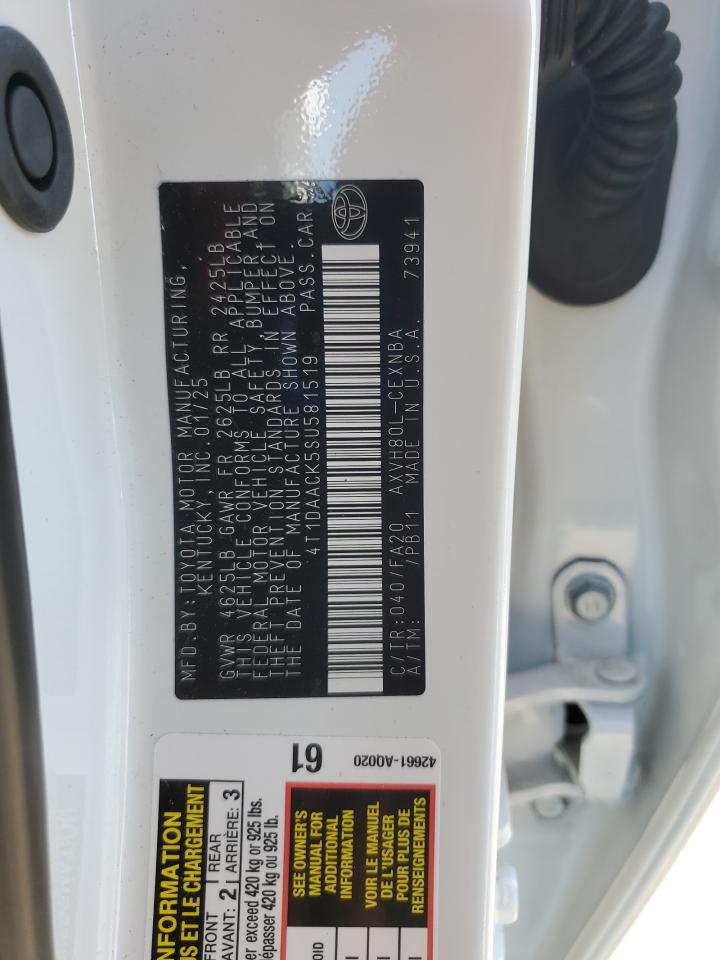 MFD.BY:TOYOTA MOTOR MANUFACTURING,
KENTUCKY, INC.01/25
GVWR 4625LB GAWR FR 2625LB RR 2425LB
THIS VEHICLE CONFORMS TO ALL APPLICABLE
FEDERAL MOTOR VEHICLE SAFETY, BUMPER, AND
THEFT PREVENTION STANDARDS IN EFFECT ON
THE DATE OF MANUFACTURE SHOWN ABOVE.
4T1DAACK5SU581519 PASS.CAR
C/TR:040/FA20 AXVH80L-CEXNBA
A/TM: /PB11 MADE IN U.S.A. 73941
NFORMATION
US ET LE CHARGEMENT
FRONT
AVANT: 2
REAR
ARRIÈRE: 3
er exceed 420 kg or 925 lbs.
épasser 420 kg ou 925 lb.
SEE OWNER'S
MANUAL FOR
ADDITIONAL
INFORMATION
VOIR LE MANUEL
DE L'USAGER
POUR PLUS DE
RENSEIGNEMENTS
61
42661-AQ020